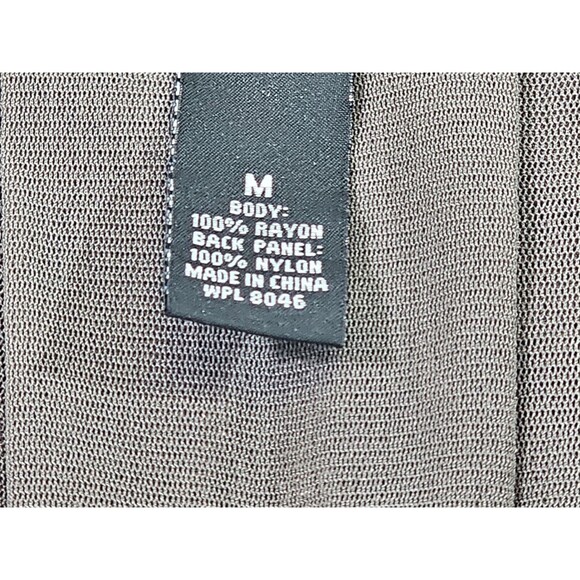 M
BODY:
100% RAYON
BACK PANEL:
100% NYLON
MADE IN CHINA
WPL 8046